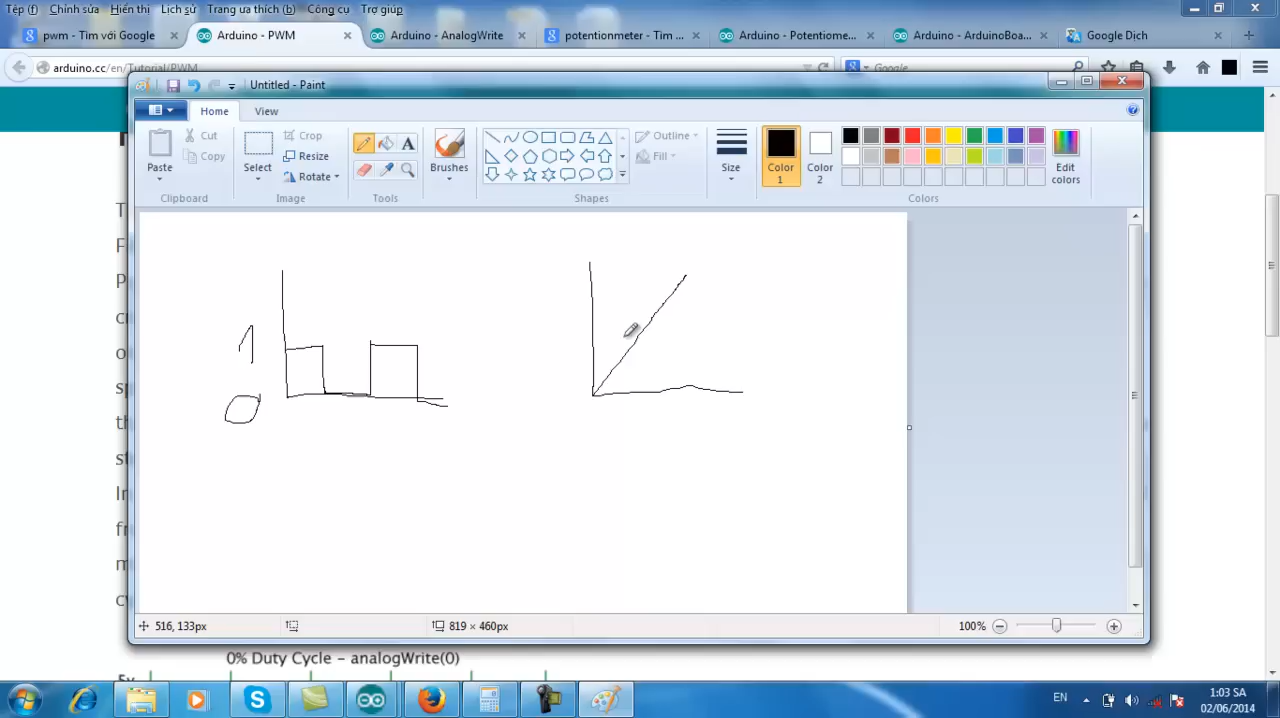 Tệp (f) Chỉnh sửa Hiển thị Lịch sử Trang ưa thích (b) Công cụ Trợ giúp
pwm - Tìm với Google Arduino - PWM Arduino - AnalogWrite potentionmeter - Tìm ... Arduino - Potentiome... Arduino - ArduinoBoa... Google Dịch
arduino.cc/en/Tutorial/PWM Google
Untitled - Paint
Home View
Paste Cut Copy
Select Crop Resize Rotate
Brushes
Outline Fill
Size
Color 1
Color 2
Edit colors
Clipboard Image Tools Shapes Colors
1
0
516, 133px 819 × 460px 100%
0% Duty Cycle – analogWrite(0)
5v
EN 1:03 SA
02/06/2014